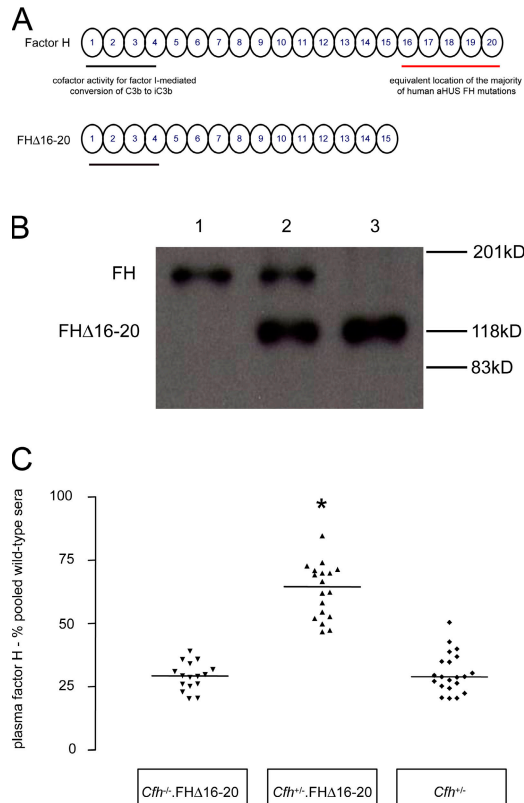 A
Factor H
1 2 3 4 5 6 7 8 9 10 11 12 13 14 15 16 17 18 19 20
cofactor activity for factor I-mediated
conversion of C3b to iC3b
equivalent location of the majority
of human aHUS FH mutations
FHΔ16-20
1 2 3 4 5 6 7 8 9 10 11 12 13 14 15
B
1 2 3
201kD
FH
FHΔ16-20
118kD
83kD
C
plasma factor H - % pooled wild-type sera
100
75
50
25
0
*
Cfh-/-.FHΔ16-20
Cfh+/-.FHΔ16-20
Cfh+/-